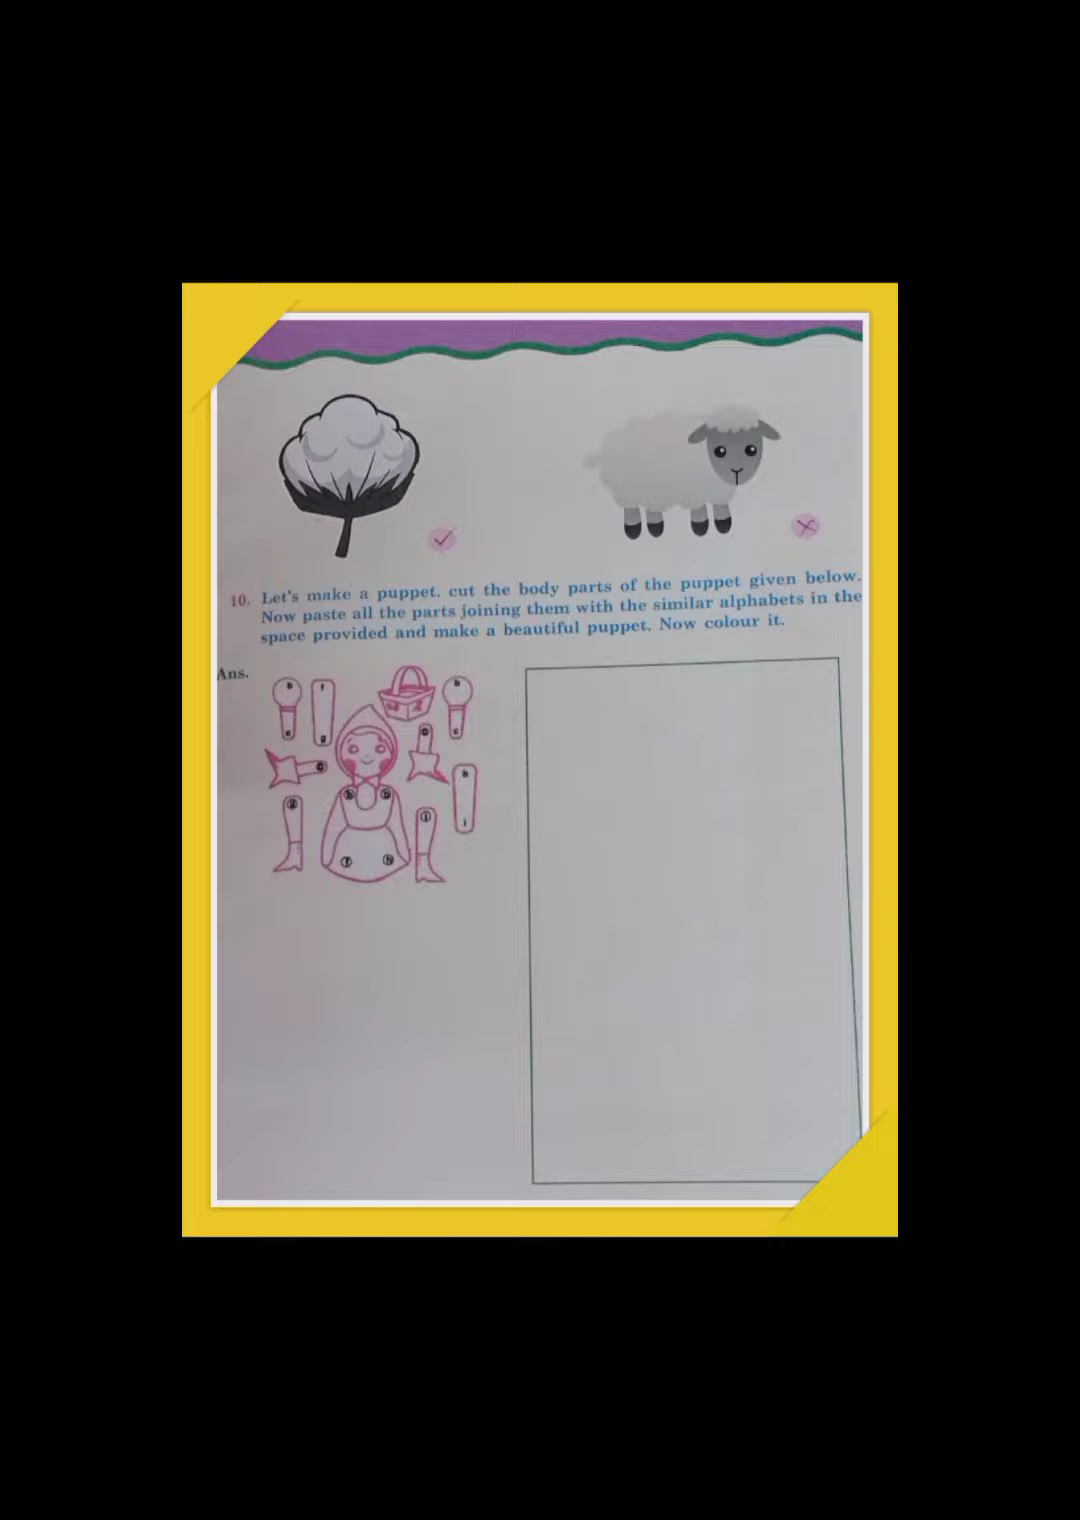 10. Let's make a puppet. cut the body parts of the puppet given below.
Now paste all the parts joining them with the similar alphabets in the
space provided and make a beautiful puppet. Now colour it.
Ans.
b
f
b
c
g
c
h
i
b
i
f
h